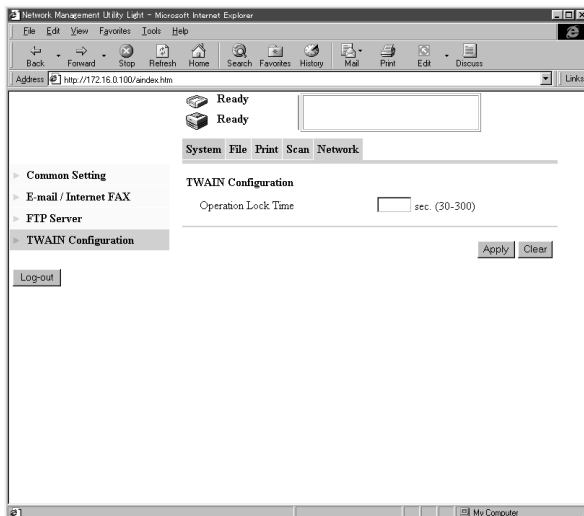 Network Management Utility Light - Microsoft Internet Explorer
File Edit View Favorites Tools Help
Back Forward Stop Refresh Home Search Favorites History Mail Print Edit Discuss
Address http://172.16.0.100/aindex.htm Links
Ready
Ready
System File Print Scan Network
Common Setting
E-mail / Internet FAX
FTP Server
TWAIN Configuration
Log-out
TWAIN Configuration
Operation Lock Time sec. (30-300)
Apply Clear
My Computer